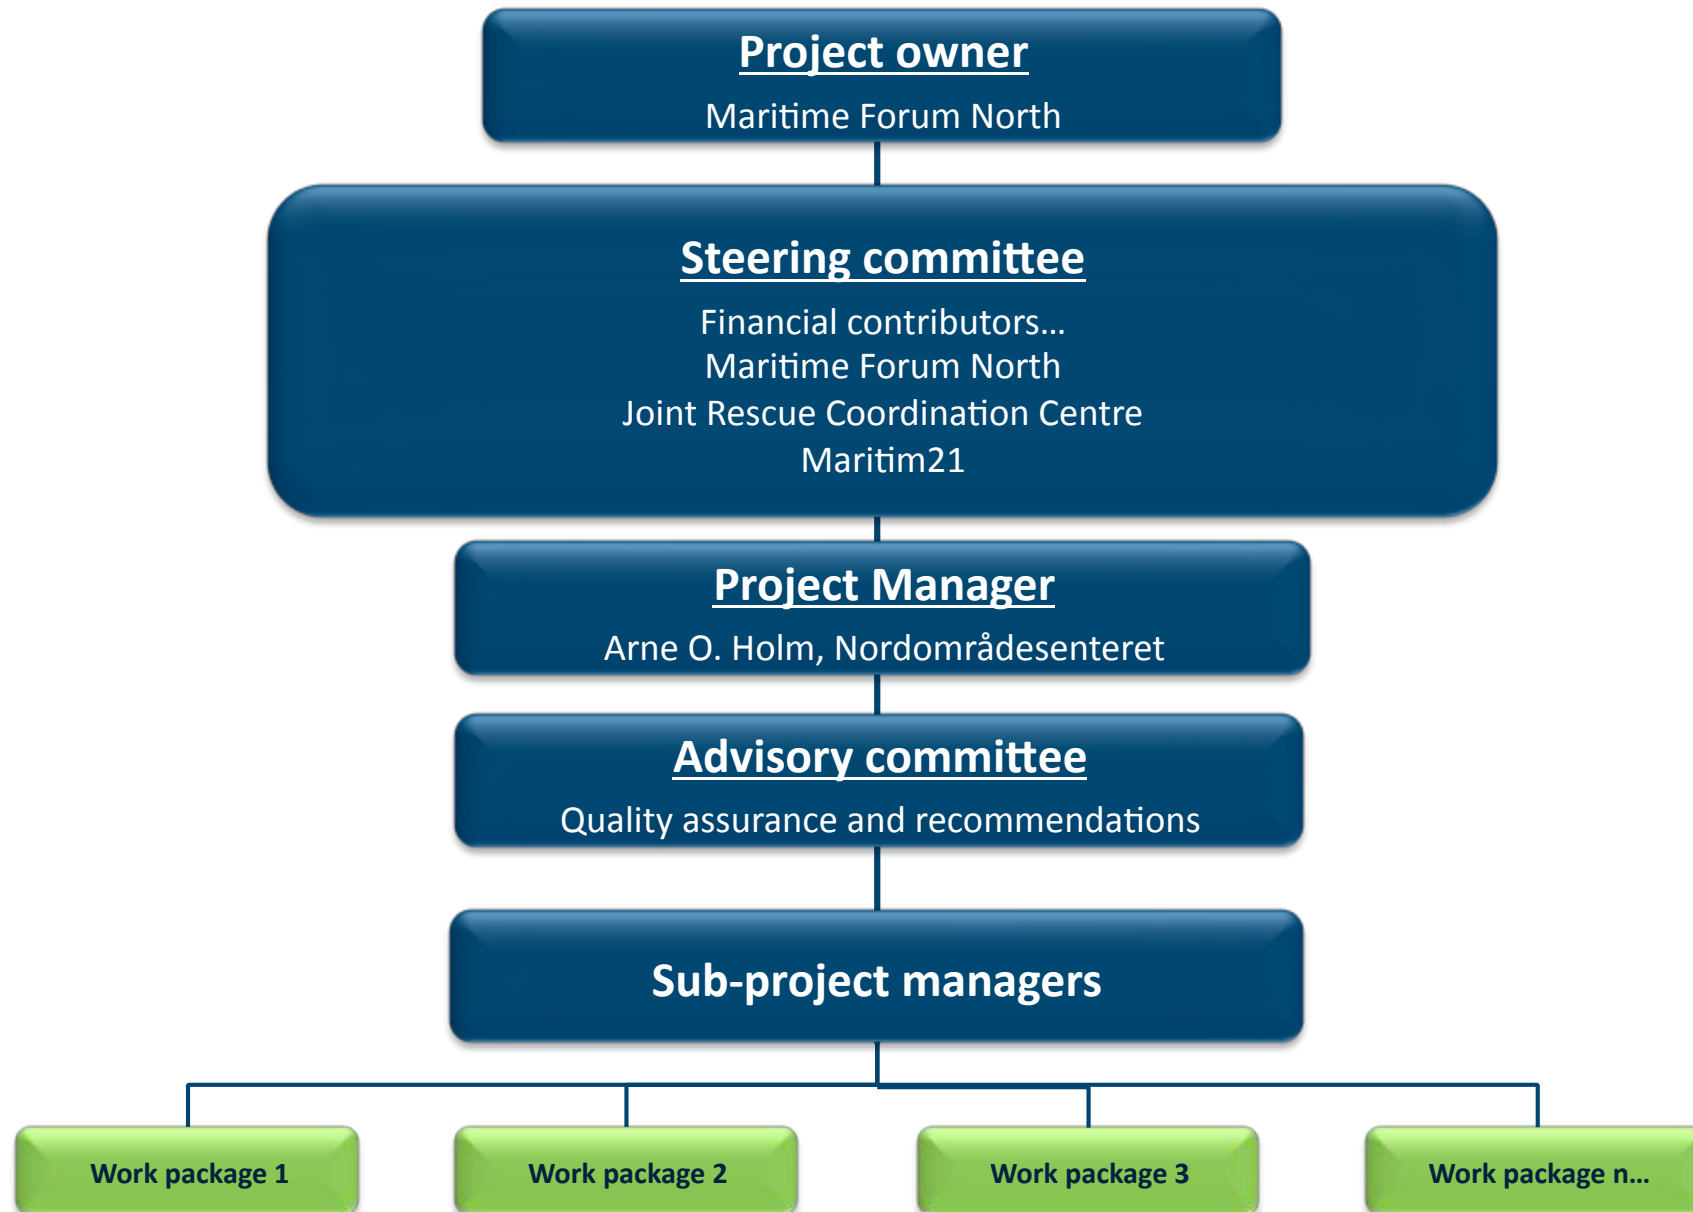 Project owner
Maritime Forum North
Steering committee
Financial contributors…
Maritime Forum North
Joint Rescue Coordination Centre
Maritim21
Project Manager
Arne O. Holm, Nordområdesenteret
Advisory committee
Quality assurance and recommendations
Sub-project managers
Work package 1
Work package 2
Work package 3
Work package n…